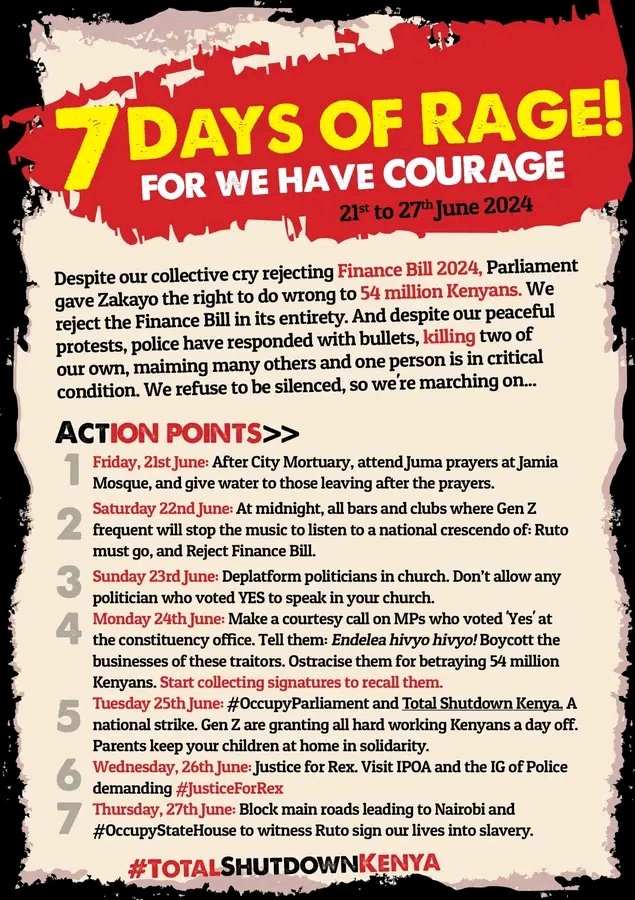 7 DAYS OF RAGE!
FOR WE HAVE COURAGE
21st to 27th June 2024
Despite our collective cry rejecting Finance Bill 2024, Parliament
gave Zakayo the right to do wrong to 54 million Kenyans. We
reject the Finance Bill in its entirety. And despite our peaceful
protests, police have responded with bullets, killing two of
our own, maiming many others and one person is in critical
condition. We refuse to be silenced, so we're marching on...
ACTION POINTS>>
1 Friday, 21st June: After City Mortuary, attend Juma prayers at Jamia
Mosque, and give water to those leaving after the prayers.
2 Saturday 22nd June: At midnight, all bars and clubs where Gen Z
frequent will stop the music to listen to a national crescendo of: Ruto
must go, and Reject Finance Bill.
3 Sunday 23rd June: Deplatform politicians in church. Don't allow any
politician who voted YES to speak in your church.
4 Monday 24th June: Make a courtesy call on MPs who voted 'Yes' at
the constituency office. Tell them: Endelea hivyo hivyo! Boycott the
businesses of these traitors. Ostracise them for betraying 54 million
Kenyans. Start collecting signatures to recall them.
5 Tuesday 25th June: #OccupyParliament and Total Shutdown Kenya. A
national strike. Gen Z are granting all hard working Kenyans a day off.
Parents keep your children at home in solidarity.
6 Wednesday, 26th June: Justice for Rex. Visit IPOA and the IG of Police
demanding #JusticeForRex
7 Thursday, 27th June: Block main roads leading to Nairobi and
#OccupyStateHouse to witness Ruto sign our lives into slavery.
#TOTALSHUTDOWNKENYA